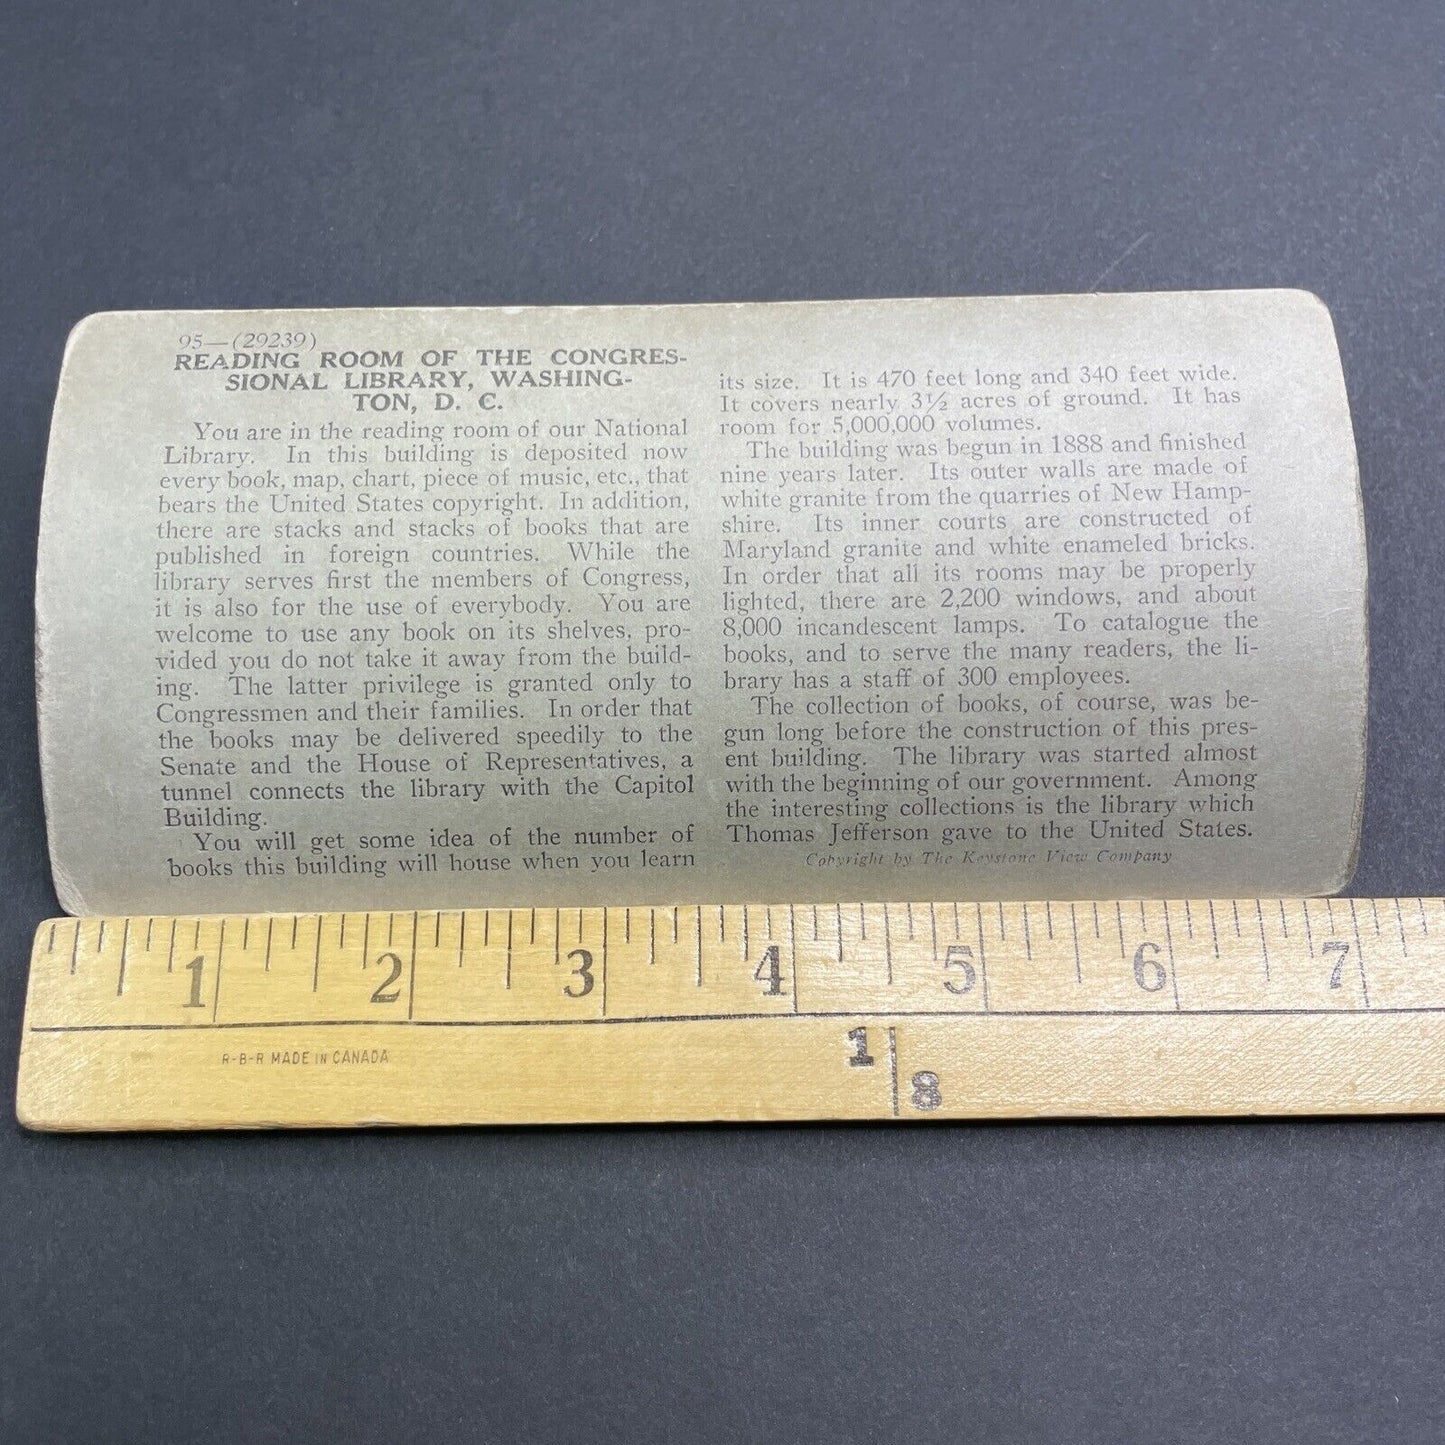 95—(29239)
READING ROOM OF THE CONGRES-
SIONAL LIBRARY, WASHING-
TON, D. C.
You are in the reading room of our National
Library. In this building is deposited now
every book, map, chart, piece of music, etc., that
bears the United States copyright. In addition,
there are stacks and stacks of books that are
published in foreign countries. While the
library serves first the members of Congress,
it is also for the use of everybody. You are
welcome to use any book on its shelves, pro-
vided you do not take it away from the build-
ing. The latter privilege is granted only to
Congressmen and their families. In order that
the books may be delivered speedily to the
Senate and the House of Representatives, a
tunnel connects the library with the Capitol
Building.
You will get some idea of the number of
books this building will house when you learn
its size. It is 470 feet long and 340 feet wide.
It covers nearly 3½ acres of ground. It has
room for 5,000,000 volumes.
The building was begun in 1888 and finished
nine years later. Its outer walls are made of
white granite from the quarries of New Hamp-
shire. Its inner courts are constructed of
Maryland granite and white enameled bricks.
In order that all its rooms may be properly
lighted, there are 2,200 windows, and about
8,000 incandescent lamps. To catalogue the
books, and to serve the many readers, the li-
brary has a staff of 300 employees.
The collection of books, of course, was be-
gun long before the construction of this pres-
ent building. The library was started almost
with the beginning of our government. Among
the interesting collections is the library which
Thomas Jefferson gave to the United States.
Copyright by The Keystone View Company
1 2 3 4 5 6 7
R-B-R MADE IN CANADA
1
8